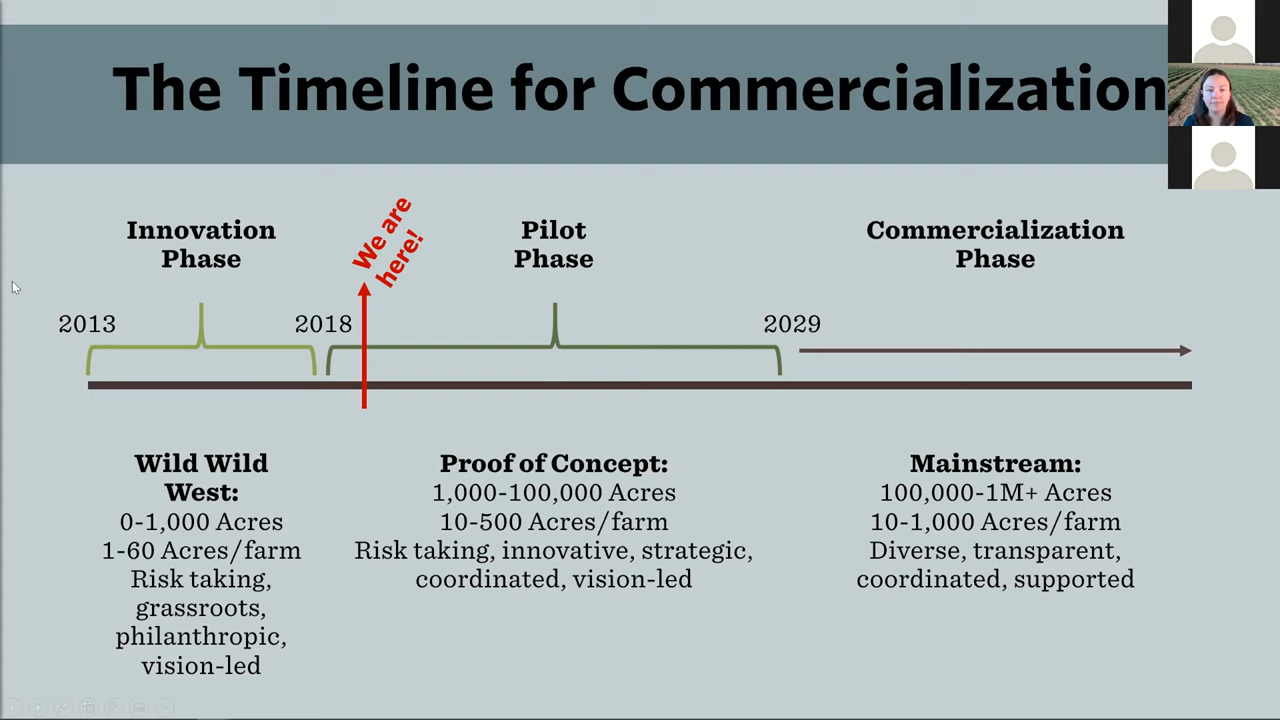 The Timeline for Commercialization
Innovation
Phase
We are
here!
Pilot
Phase
Commercialization
Phase
2013
2018
2029
Wild Wild
West:
0-1,000 Acres
1-60 Acres/farm
Risk taking,
grassroots,
philanthropic,
vision-led
Proof of Concept:
1,000-100,000 Acres
10-500 Acres/farm
Risk taking, innovative, strategic,
coordinated, vision-led
Mainstream:
100,000-1M+ Acres
10-1,000 Acres/farm
Diverse, transparent,
coordinated, supported